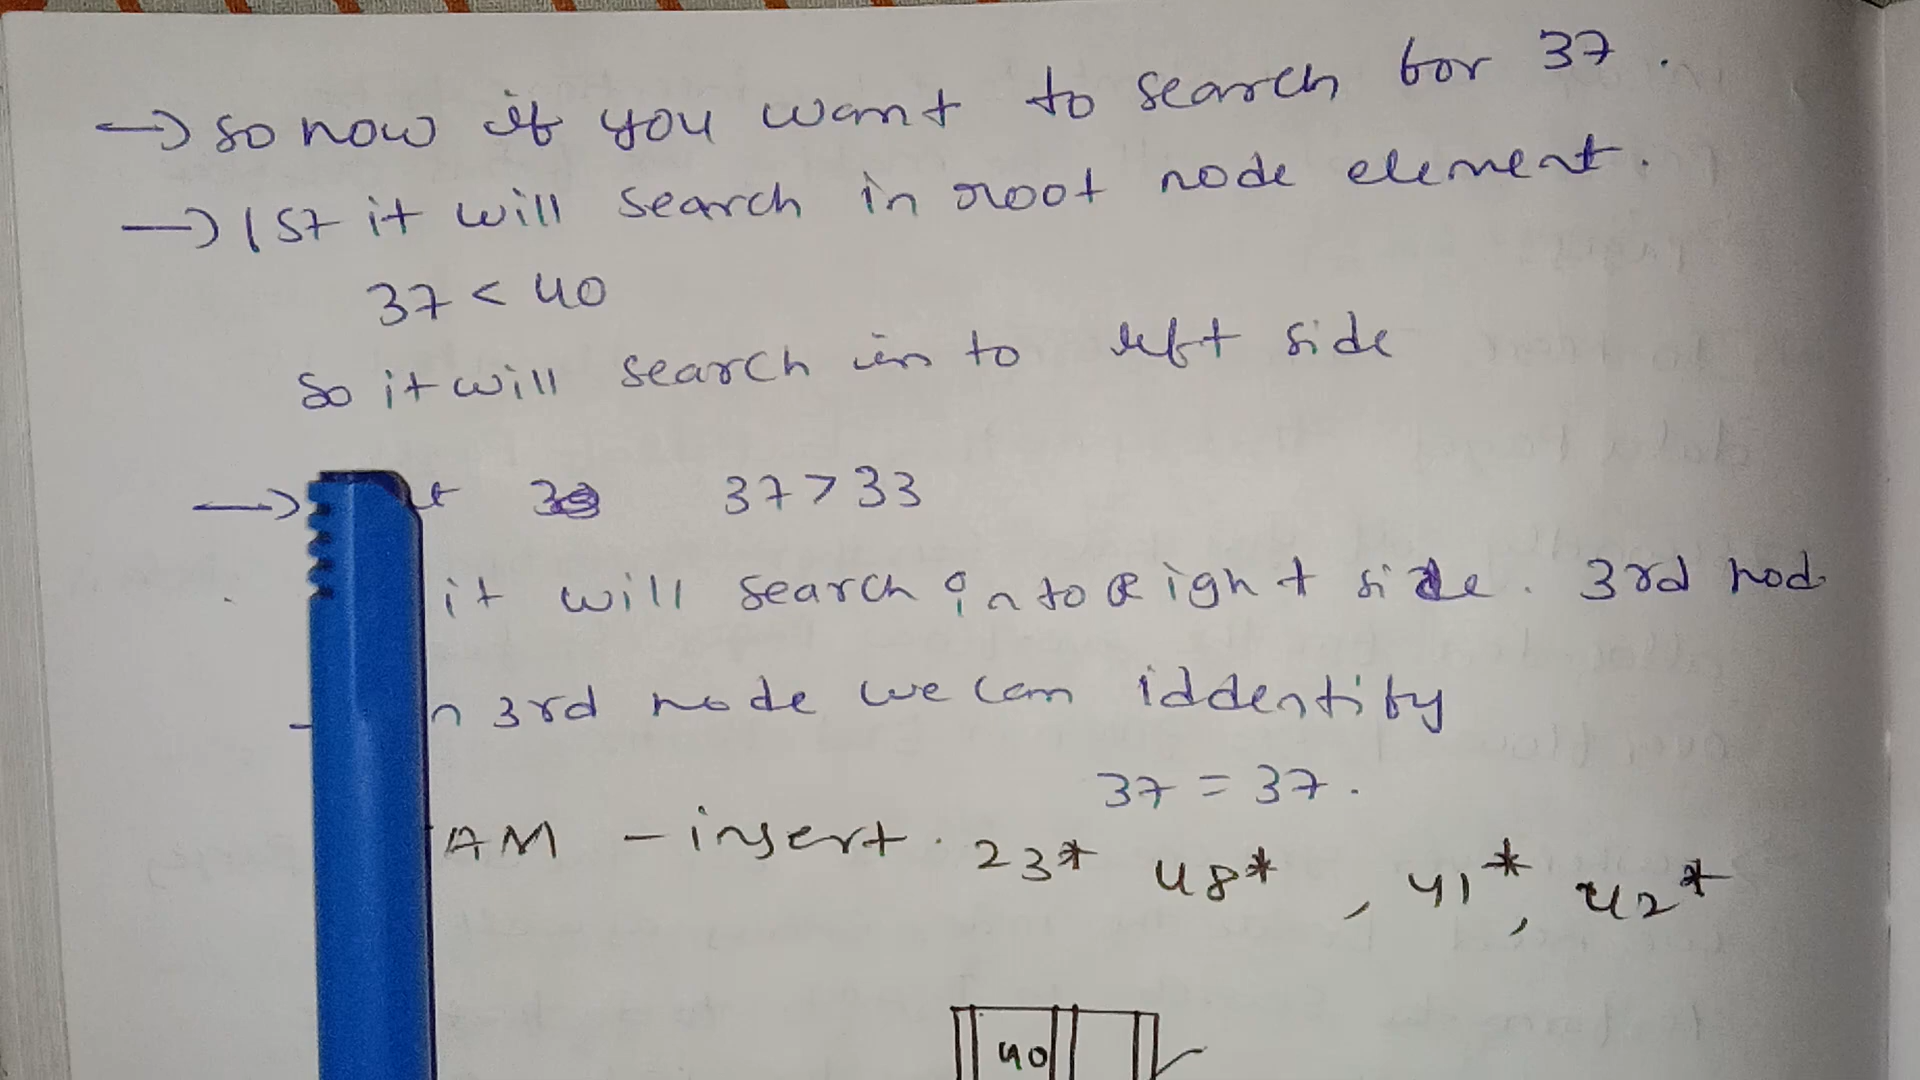 → so now if you want to search for 37.
→ 1st it will search in root node element.
37 < 40
so it will search in to left side
→ 37 > 33
it will search into Right side. 3rd nod
3rd node we can iddentify
37 = 37.
AM - insert. 23* 48*, 41*, 42*
40